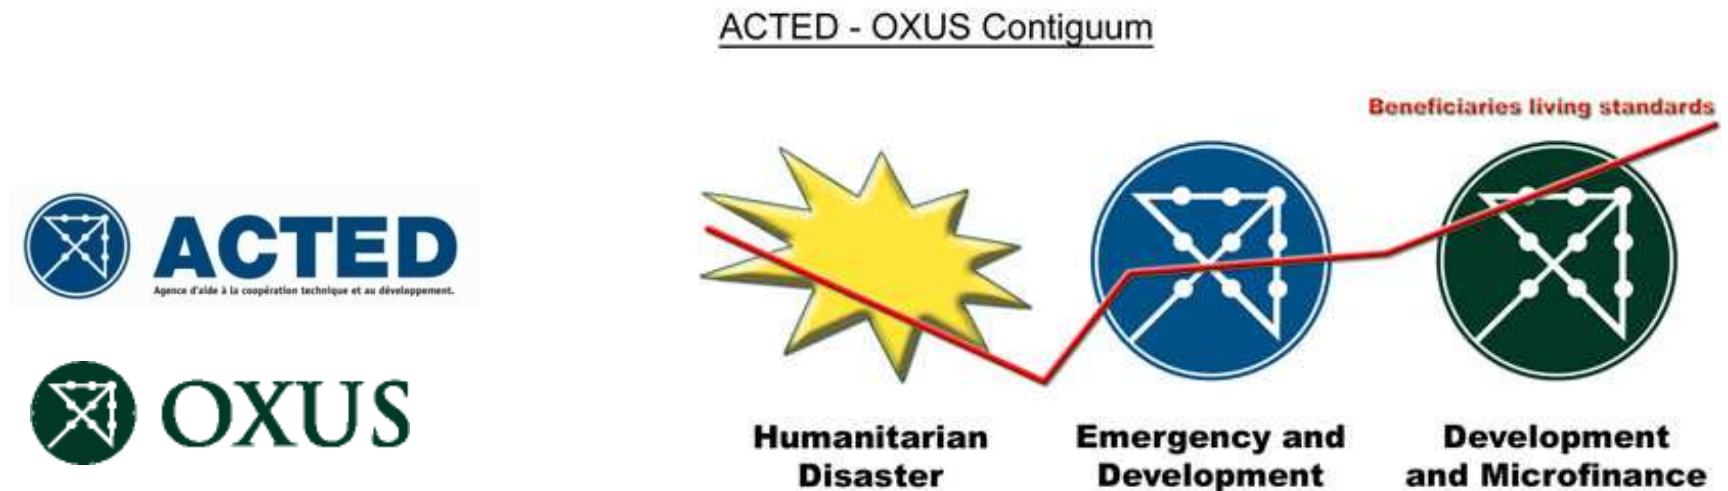 ACTED - OXUS Contiguum
Beneficiaries living standards
ACTED
Agence d'aide à la coopération technique et au développement.
OXUS
Humanitarian
Disaster
Emergency and
Development
Development
and Microfinance